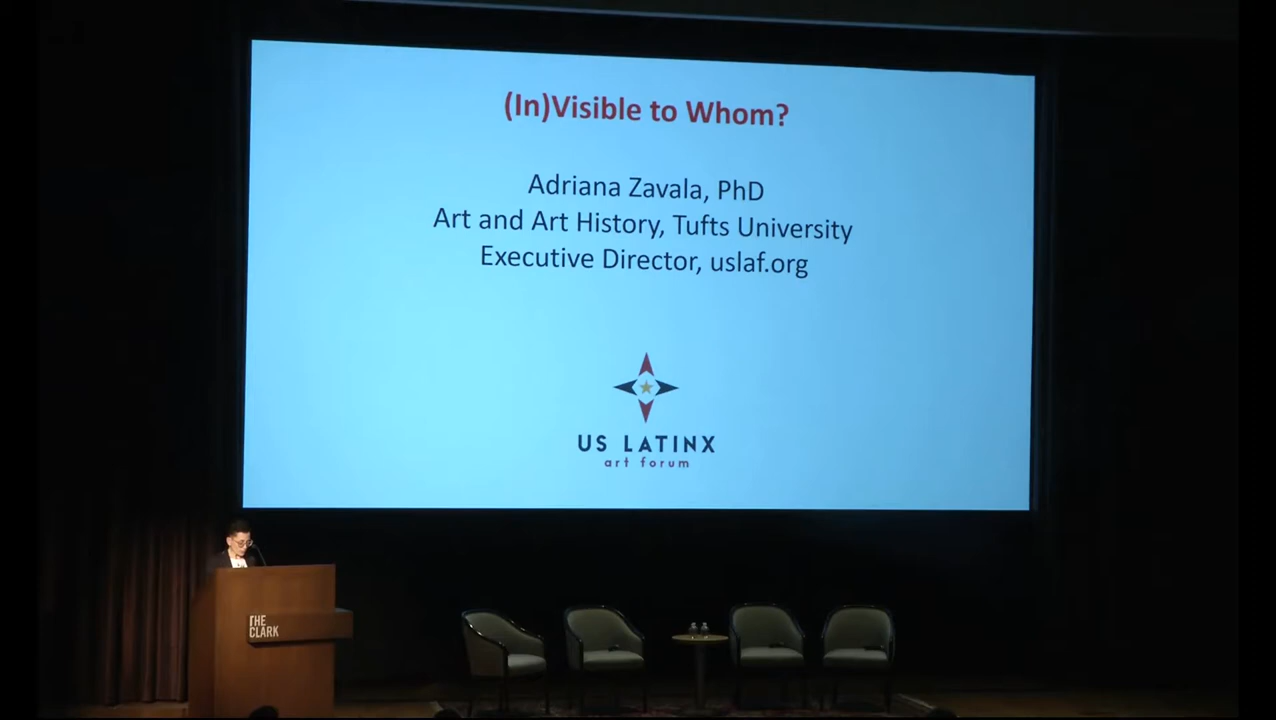 (In)Visible to Whom?
Adriana Zavala, PhD
Art and Art History, Tufts University
Executive Director, uslaf.org
US LATINX
art forum
THE
CLARK